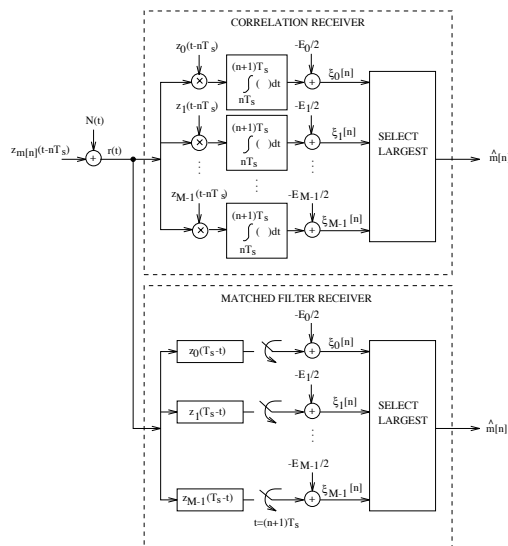 CORRELATION RECEIVER
z0(t-nTs)
-E0/2
(n+1)Ts
∫ ( )dt
nTs
ξ0[n]
N(t)
z1(t-nTs)
-E1/2
(n+1)Ts
∫ ( )dt
nTs
ξ1[n]
zm[n](t-nTs)
r(t)
SELECT
LARGEST
m̂[n
zM-1(t-nTs)
-EM-1/2
(n+1)Ts
∫ ( )dt
nTs
ξM-1[n]
MATCHED FILTER RECEIVER
-E0/2
z0(Ts-t)
ξ0[n]
-E1/2
z1(Ts-t)
ξ1[n]
SELECT
LARGEST
m̂[n]
-EM-1/2
zM-1(Ts-t)
ξM-1[n]
t=(n+1)Ts